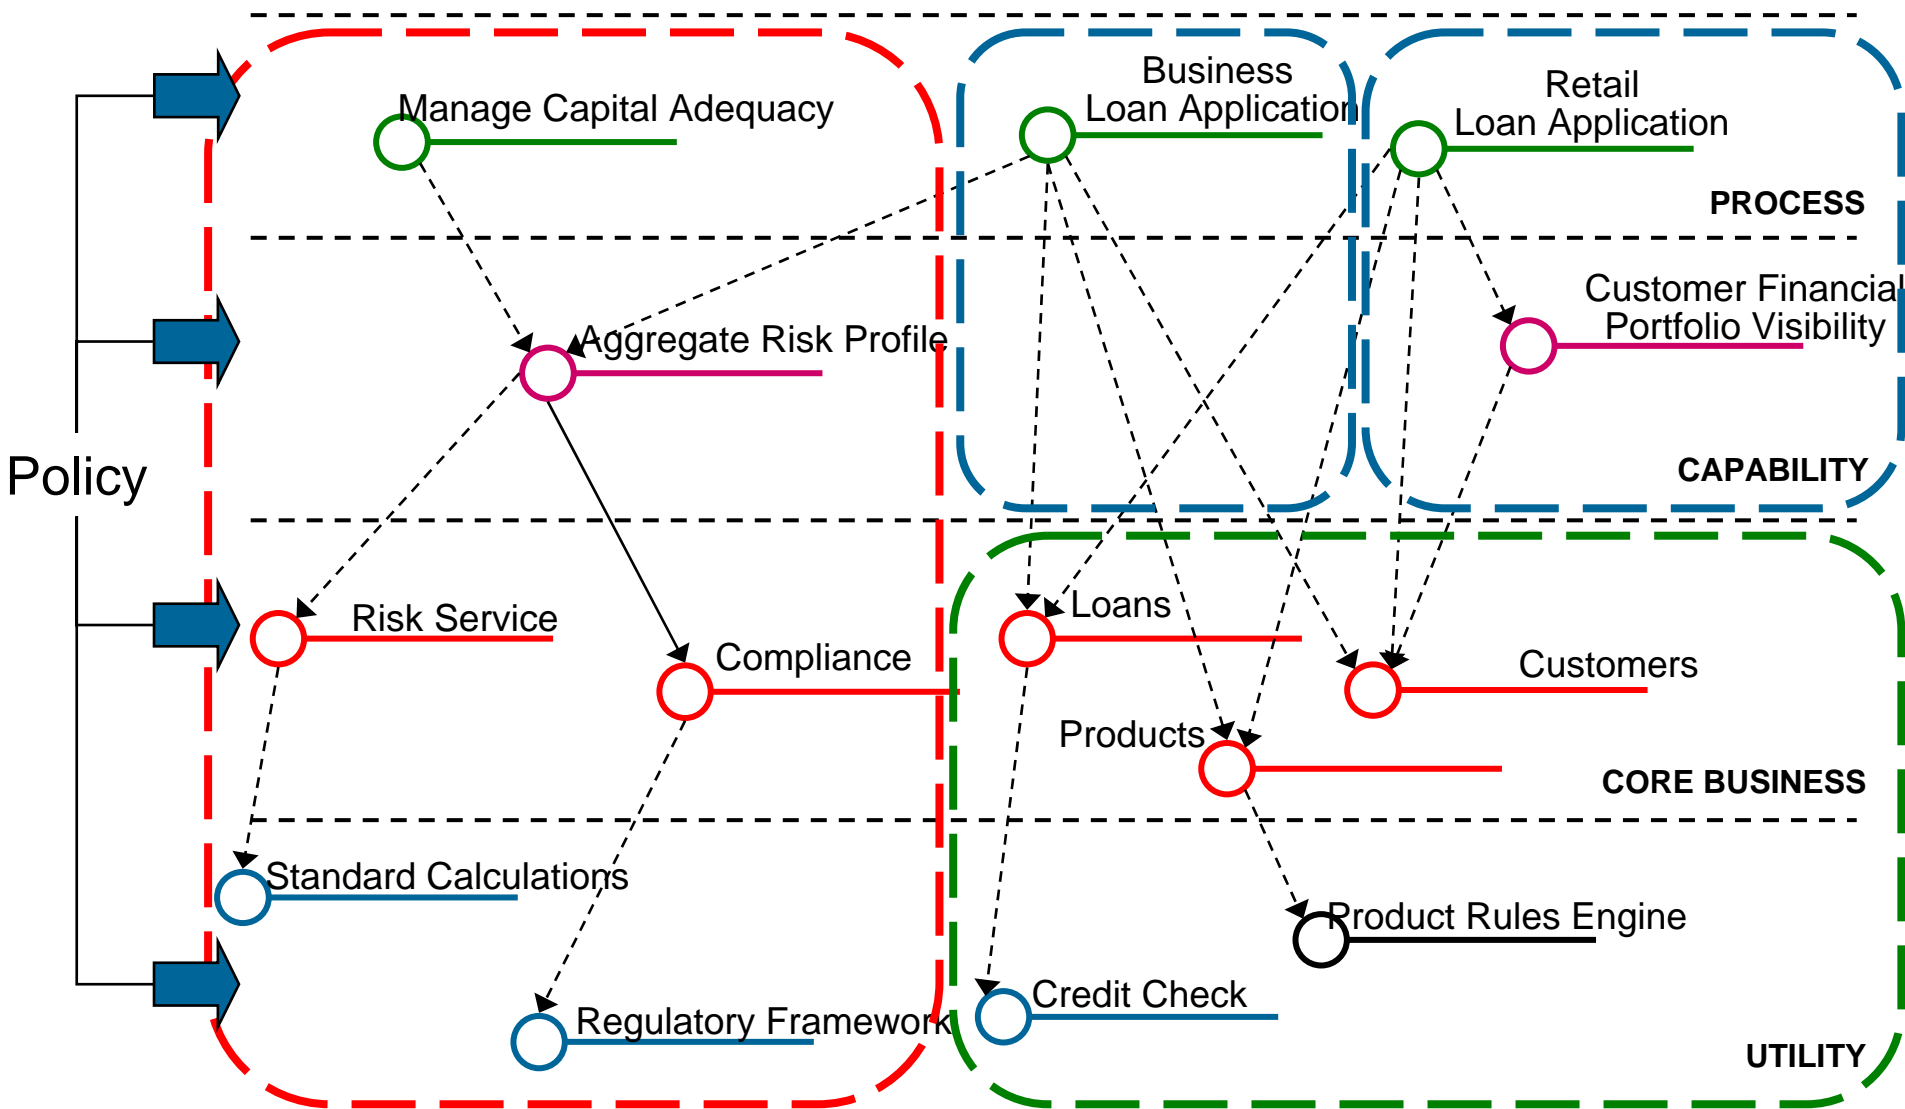 Business
Loan Application
Retail
Loan Application
Manage Capital Adequacy
PROCESS
Customer Financial
Portfolio Visibility
Aggregate Risk Profile
CAPABILITY
Policy
Risk Service
Loans
Compliance
Customers
Products
CORE BUSINESS
Standard Calculations
Product Rules Engine
Credit Check
Regulatory Framework
UTILITY